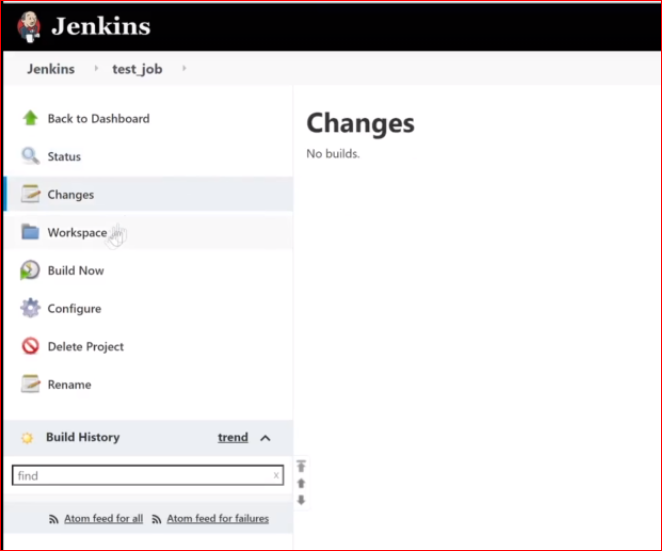 Jenkins
Jenkins test_job
Back to Dashboard
Status
Changes
Workspace
Build Now
Configure
Delete Project
Rename
Build History trend
find x
Atom feed for all Atom feed for failures
Changes
No builds.